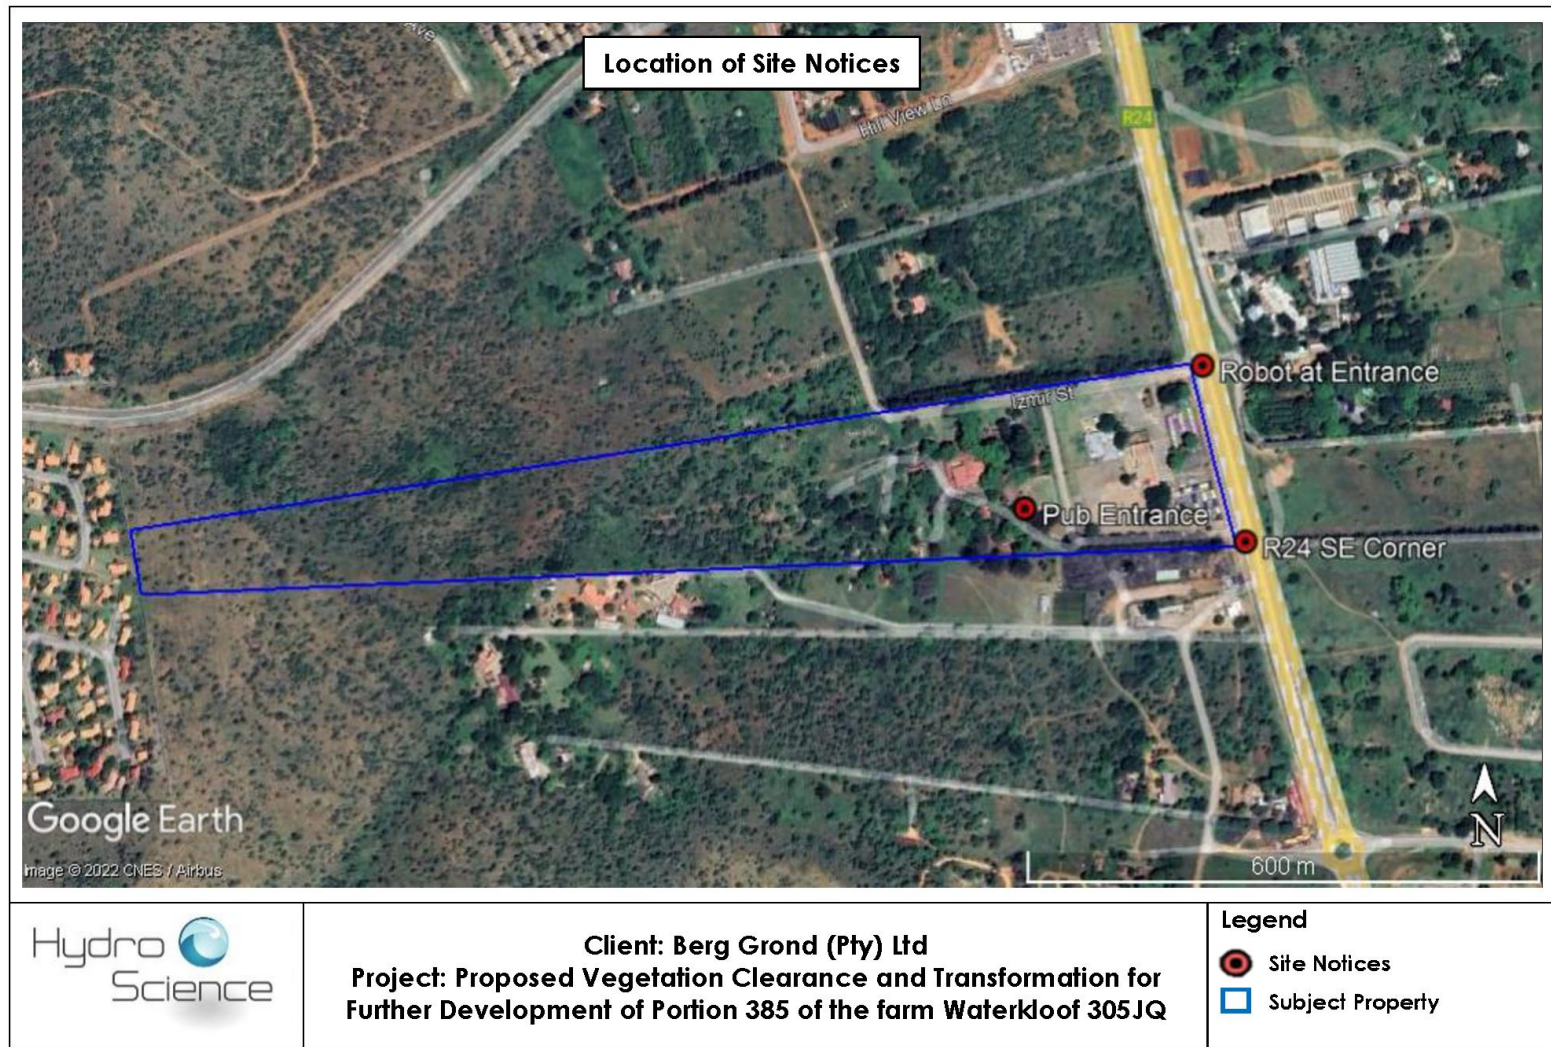 Ave
Location of Site Notices
Hill View Ln
R24
Robot at Entrance
Izmir St
Pub Entrance
R24 SE Corner
Google Earth
Image © 2022 CNES / Airbus
N
600 m
Hydro
Science
Client: Berg Grond (Pty) Ltd
Project: Proposed Vegetation Clearance and Transformation for
Further Development of Portion 385 of the farm Waterkloof 305JQ
Legend
Site Notices
Subject Property